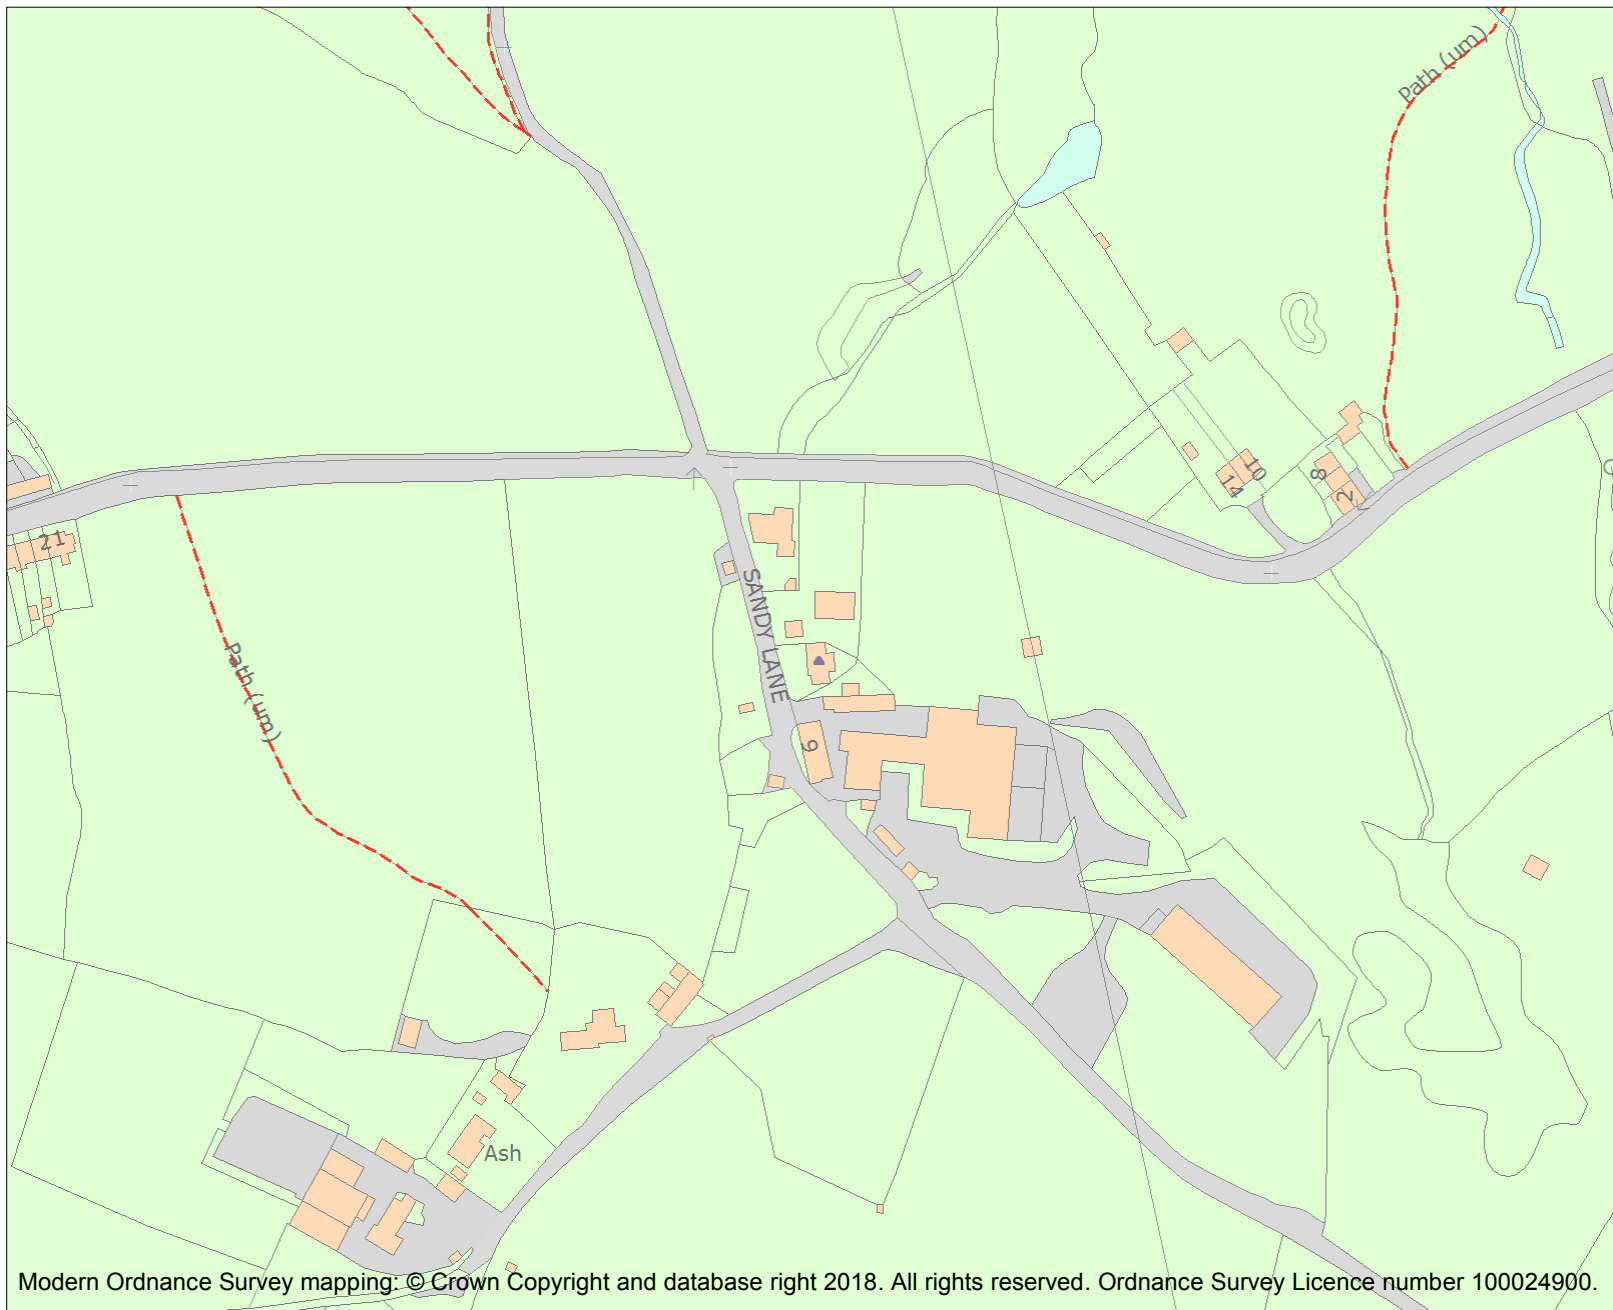 Path (um)
10
14
8
2
21
SANDY LANE
Path (um)
9
Ash
Modern Ordnance Survey mapping: © Crown Copyright and database right 2018. All rights reserved. Ordnance Survey Licence number 100024900.